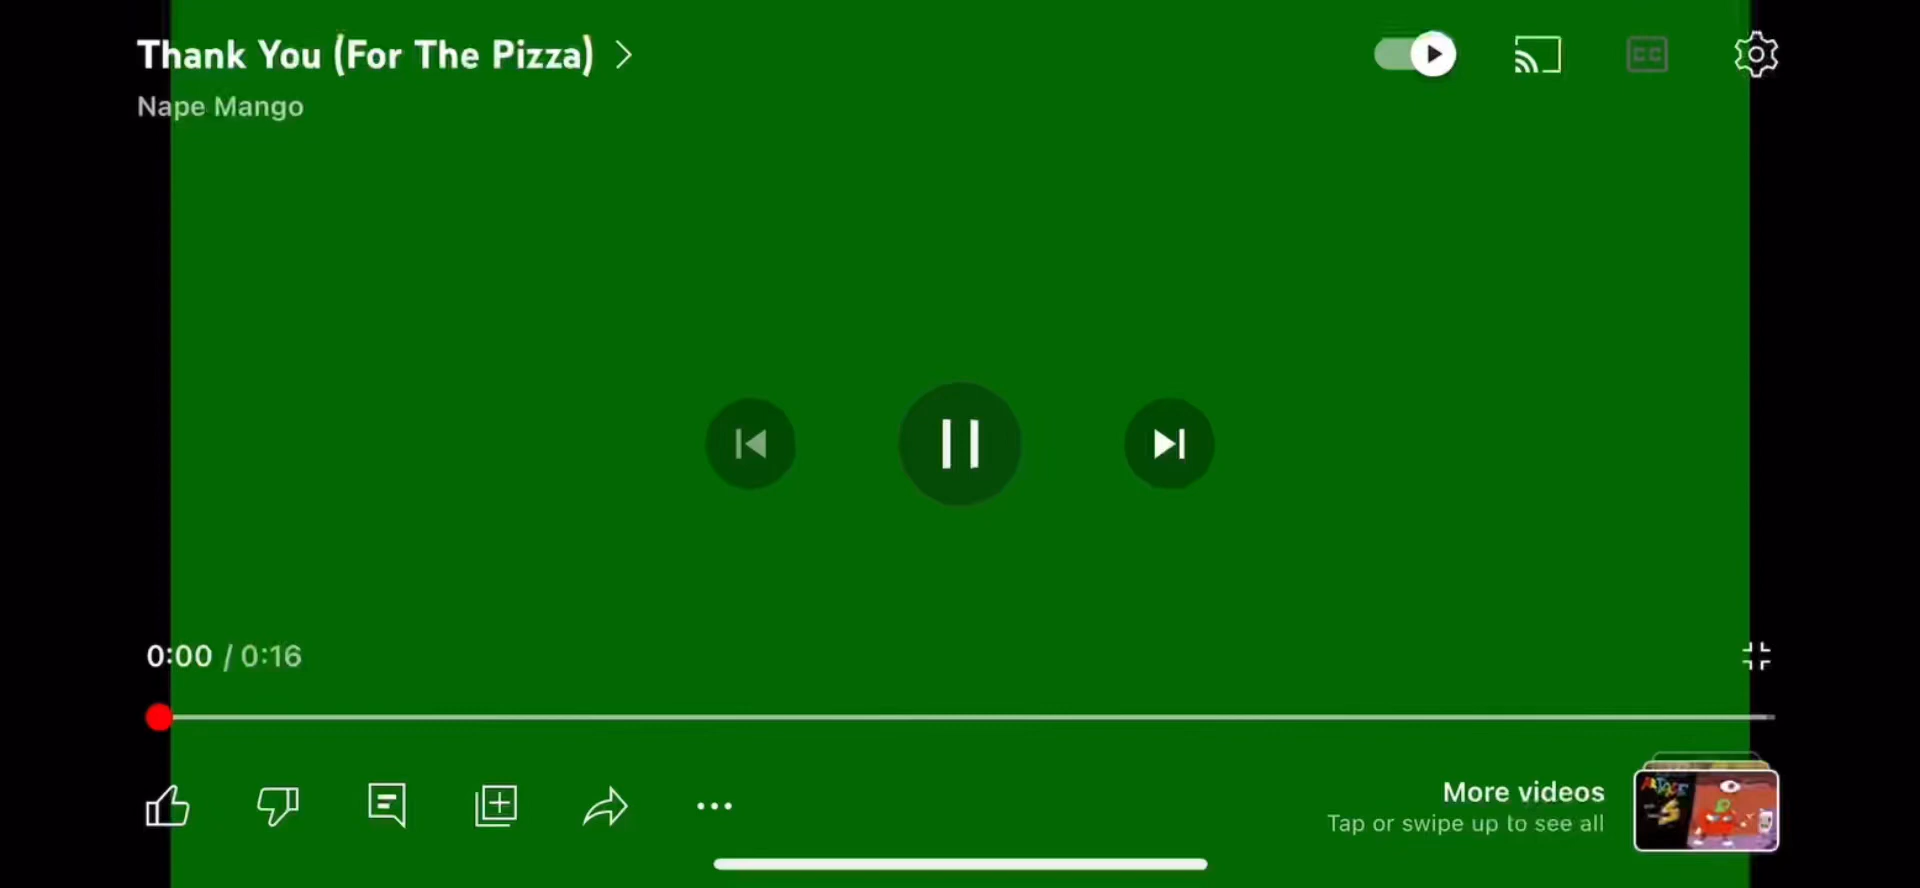 Thank You (For The Pizza)
Nape Mango
CC
0:00 / 0:16
More videos
Tap or swipe up to see all